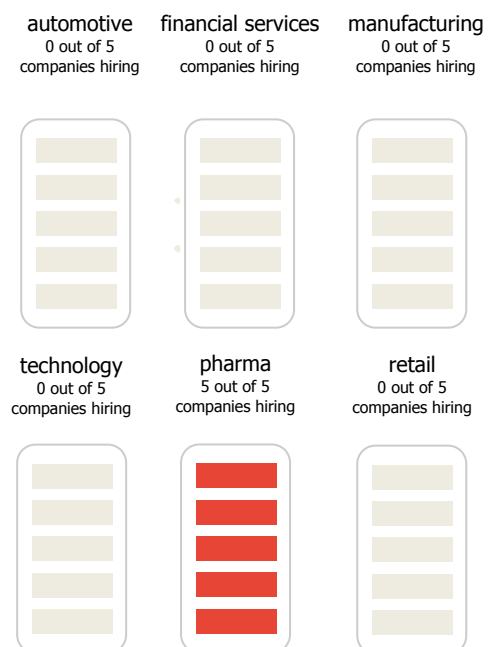 automotive
0 out of 5
companies hiring
financial services
0 out of 5
companies hiring
manufacturing
0 out of 5
companies hiring
technology
0 out of 5
companies hiring
pharma
5 out of 5
companies hiring
retail
0 out of 5
companies hiring